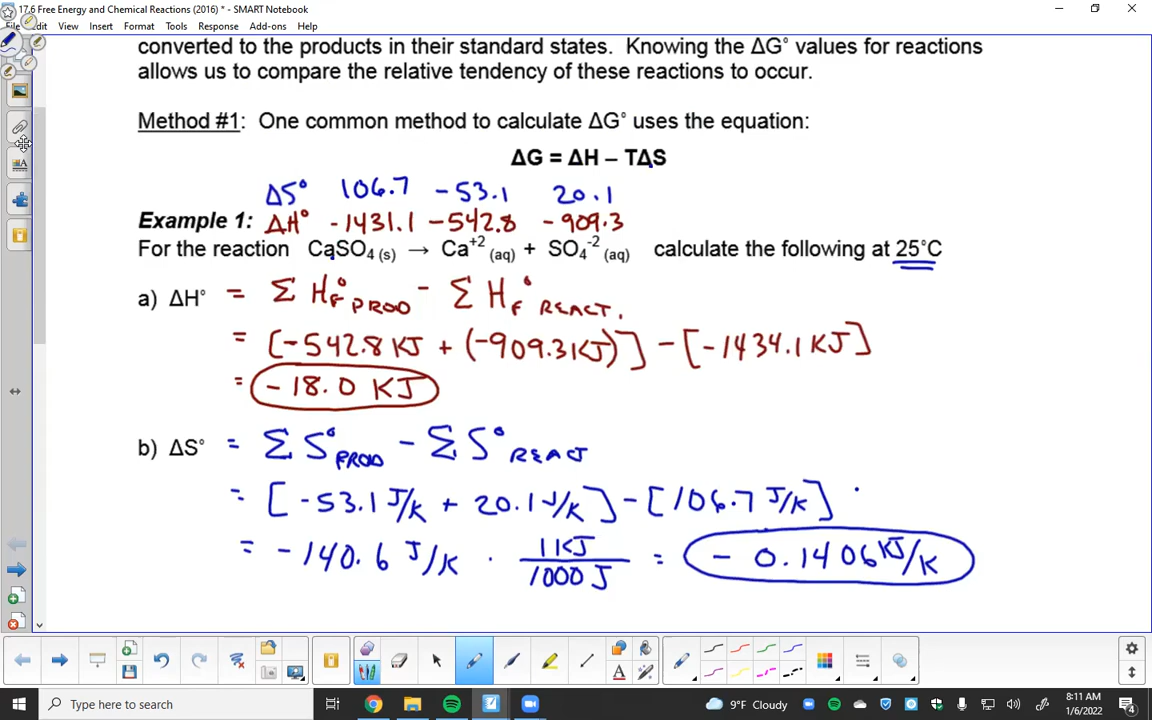 17.6 Free Energy and Chemical Reactions (2016) * - SMART Notebook
Edit View Insert Format Tools Response Add-ons Help
converted to the products in their standard states. Knowing the ΔG° values for reactions
allows us to compare the relative tendency of these reactions to occur.
Method #1: One common method to calculate ΔG° uses the equation:
ΔG = ΔH – TΔS
ΔS° 106.7 -53.1 20.1
Example 1: ΔH° -1431.1 -542.8 -909.3
For the reaction CaSO₄ (s) → Ca⁺² (aq) + SO₄⁻² (aq) calculate the following at 25°C
a) ΔH° = Σ H°F PROD - Σ H°F REACT.
= [-542.8 KJ + (-909.3 KJ)] - [-1434.1 KJ]
= -18.0 KJ
b) ΔS° = Σ S° PROD - Σ S° REACT
= [-53.1 J/K + 20.1 J/K] - [106.7 J/K]
= -140.6 J/K · 1 KJ / 1000 J = - 0.1406 KJ/K
Type here to search
9°F Cloudy
8:11 AM
1/6/2022
4